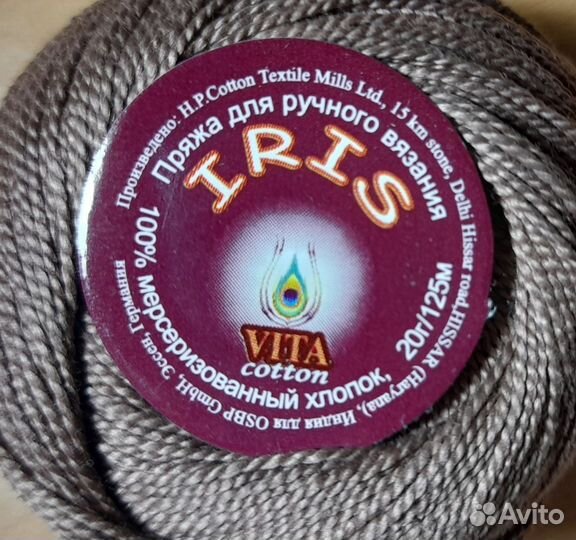 Произведено: H.P.Cotton Textile Mills Ltd., 15 km stone, Delhi Hissar road,HISSAR (Haryana), Индия для OSBP GmbH, Эссен, Германия
Пряжа для ручного вязания
IRIS
VITA
cotton
100% мерсеризованный хлопок, 20г/125м
Avito